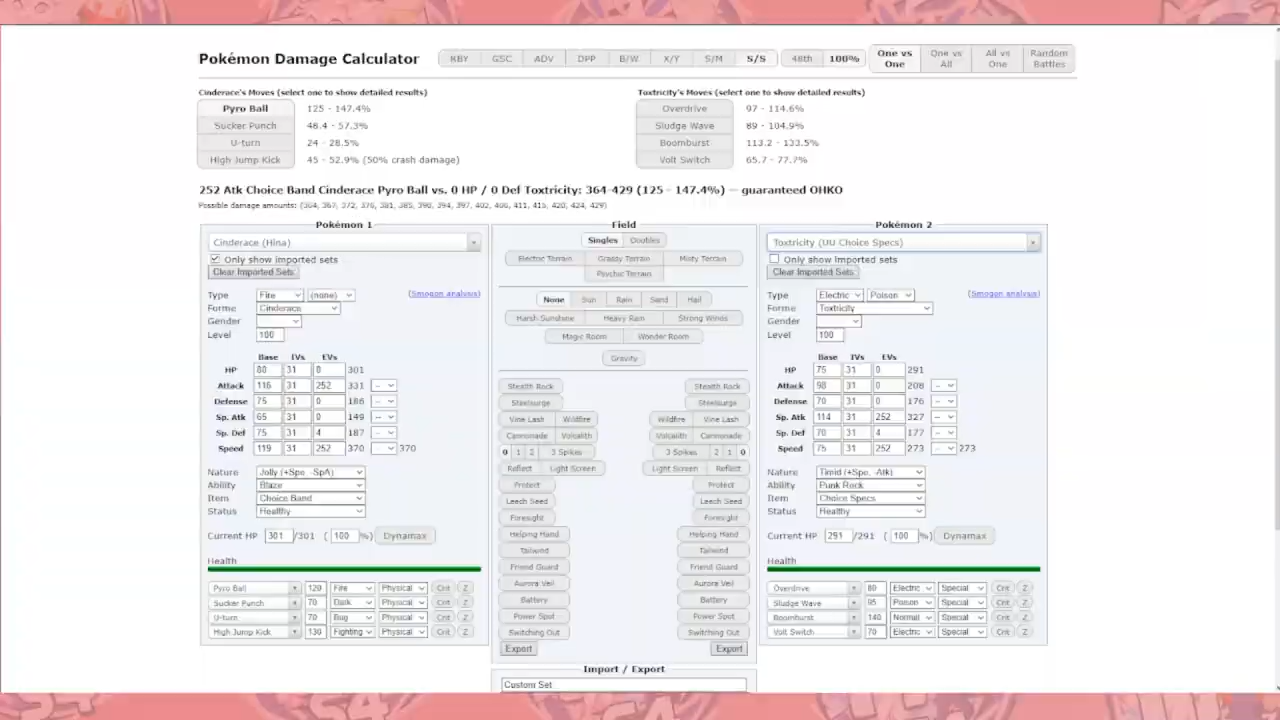 Pokémon Damage Calculator RBY GSC ADV DPP B/W X/Y S/M S/S 48th 100% One vs One One vs All All vs One Random Battles
Cinderace's Moves (select one to show detailed results) Toxtricity's Moves (select one to show detailed results)
Pyro Ball 125 - 147.4% Overdrive 97 - 114.6%
Sucker Punch 48.4 - 57.3% Sludge Wave 89 - 104.9%
U-turn 24 - 28.5% Boomburst 113.2 - 133.5%
High Jump Kick 45 - 52.9% (50% crash damage) Volt Switch 65.7 - 77.7%
252 Atk Choice Band Cinderace Pyro Ball vs. 0 HP / 0 Def Toxtricity: 364-429 (125 - 147.4%) — guaranteed OHKO
Possible damage amounts: (364, 367, 372, 376, 381, 385, 390, 394, 397, 402, 406, 411, 415, 420, 424, 429)
Pokémon 1 Field Pokémon 2
Cinderace (Hina) Singles Doubles Toxtricity (UU Choice Specs)
Only show imported sets Electric Terrain Grassy Terrain Misty Terrain Only show imported sets
Clear Imported Sets Psychic Terrain Clear Imported Sets
Type Fire (none) (Smogon analysis) None Sun Rain Sand Hail Type Electric Poison (Smogon analysis)
Forme Cinderace Forme Toxtricity
Gender Harsh Sunshine Heavy Rain Strong Winds Gender
Level 100 Magic Room Wonder Room Level 100
Base IVs EVs Gravity Base IVs EVs
HP 80 31 0 301 HP 75 31 0 291
Attack 116 31 252 331 -- Stealth Rock Stealth Rock Attack 98 31 0 208 --
Defense 75 31 0 186 -- Steelsurge Steelsurge Defense 70 31 0 176 --
Sp. Atk 65 31 0 149 -- Vine Lash Wildfire Wildfire Vine Lash Sp. Atk 114 31 252 327 --
Sp. Def 75 31 4 187 -- Cannonade Volcalith Volcalith Cannonade Sp. Def 70 31 4 177 --
Speed 119 31 252 370 370 0 1 2 3 Spikes 3 Spikes 2 1 0 Speed 75 31 252 273 -- 273
Nature Jolly (+Spe, -SpA) Reflect Light Screen Light Screen Reflect Nature Timid (+Spe, -Atk)
Ability Blaze Protect Protect Ability Punk Rock
Item Choice Band Leech Seed Leech Seed Item Choice Specs
Status Healthy Foresight Foresight Status Healthy
Current HP 301 /301 ( 100 %) Dynamax Helping Hand Helping Hand Current HP 291 /291 ( 100 %) Dynamax
Tailwind Tailwind
Health Friend Guard Friend Guard Health
Aurora Veil Aurora Veil
Pyro Ball 120 Fire Physical Crit Z Battery Battery Overdrive 80 Electric Special Crit Z
Sucker Punch 70 Dark Physical Crit Z Power Spot Power Spot Sludge Wave 95 Poison Special Crit Z
U-turn 70 Bug Physical Crit Z Switching Out Switching Out Boomburst 140 Normal Special Crit Z
High Jump Kick 130 Fighting Physical Crit Z Export Export Volt Switch 70 Electric Special Crit Z
Import / Export
Custom Set